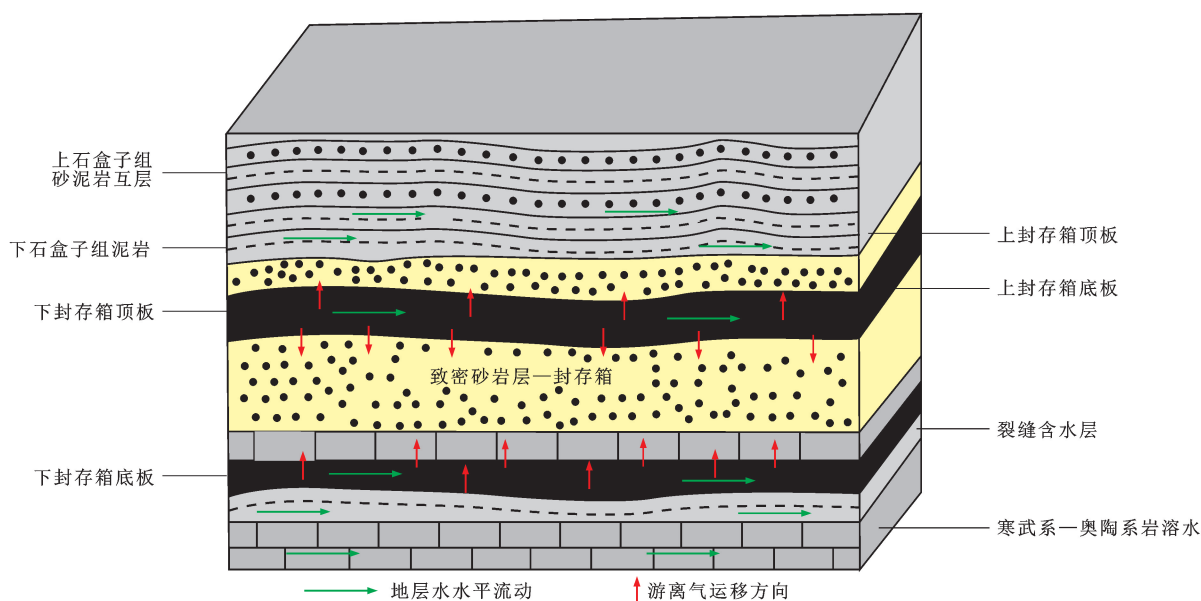 上石盒子组
砂泥岩互层
下石盒子组泥岩
上封存箱顶板
上封存箱底板
下封存箱顶板
致密砂岩层—封存箱
裂缝含水层
下封存箱底板
寒武系—奥陶系岩溶水
地层水水平流动
游离气运移方向